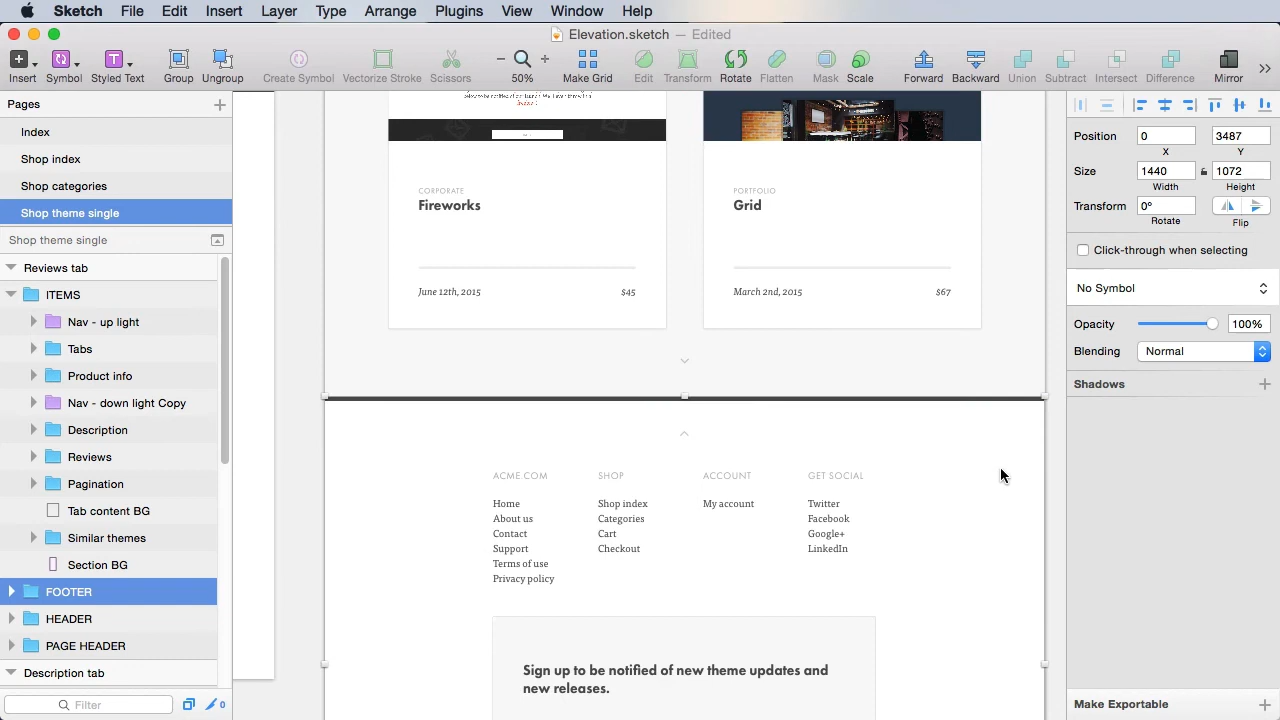 Sketch File Edit Insert Layer Type Arrange Plugins View Window Help
Elevation.sketch — Edited
50%
Insert Symbol Styled Text Group Ungroup Create Symbol Vectorize Stroke Scissors Make Grid Edit Transform Rotate Flatten Mask Scale Forward Backward Union Subtract Intersect Difference Mirror
Pages
Index
Shop index
Shop categories
Shop theme single
Shop theme single
Reviews tab
ITEMS
Nav - up light
Tabs
Product info
Nav - down light Copy
Description
Reviews
Pagination
Tab content BG
Similar themes
Section BG
FOOTER
HEADER
PAGE HEADER
Description tab
Filter
0
CORPORATE
Fireworks
June 12th, 2015 $45
PORTFOLIO
Grid
March 2nd, 2015 $67
ACME.COM
Home
About us
Contact
Support
Terms of use
Privacy policy
SHOP
Shop index
Categories
Cart
Checkout
ACCOUNT
My account
GET SOCIAL
Twitter
Facebook
Google+
LinkedIn
Sign up to be notified of new theme updates and
new releases.
Position 0 3487
X Y
Size 1440 1072
Width Height
Transform 0º
Rotate Flip
Click-through when selecting
No Symbol
Opacity 100%
Blending Normal
Shadows
Make Exportable